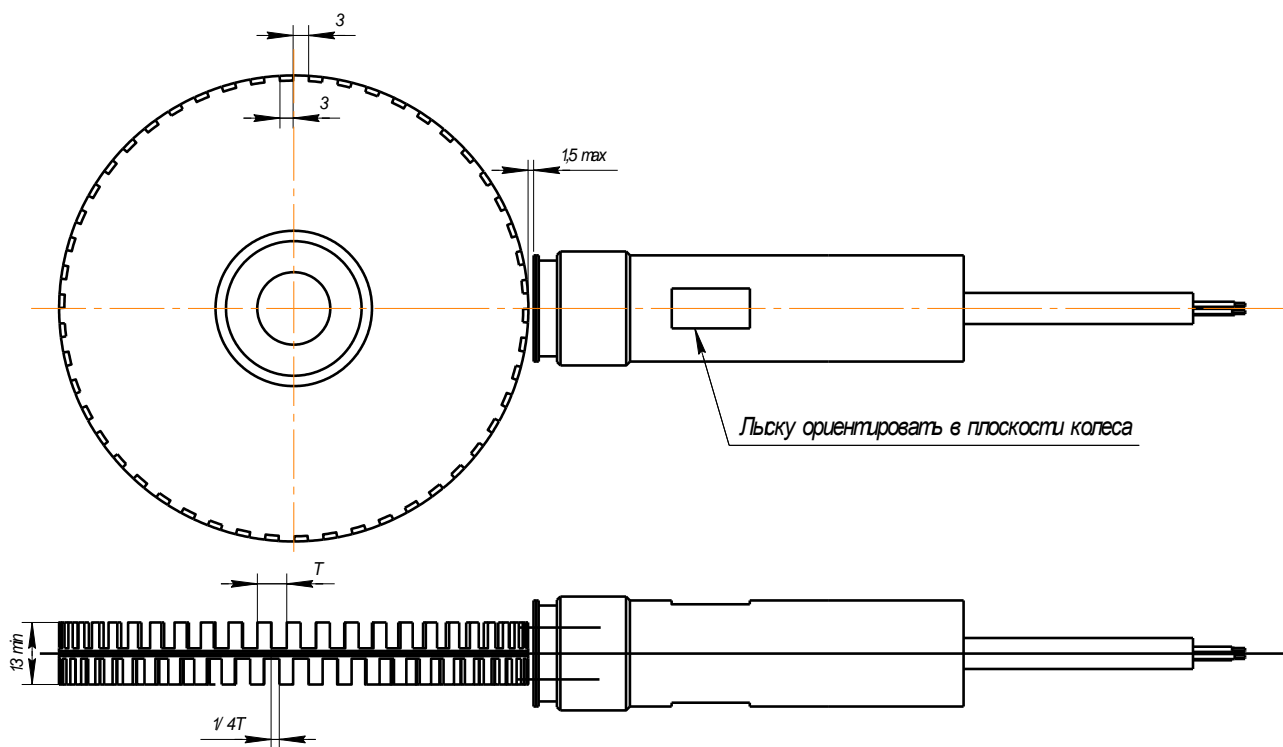 3
3
1,5 max
Лыску ориентировать в плоскости колеса
T
13 min
1/4T